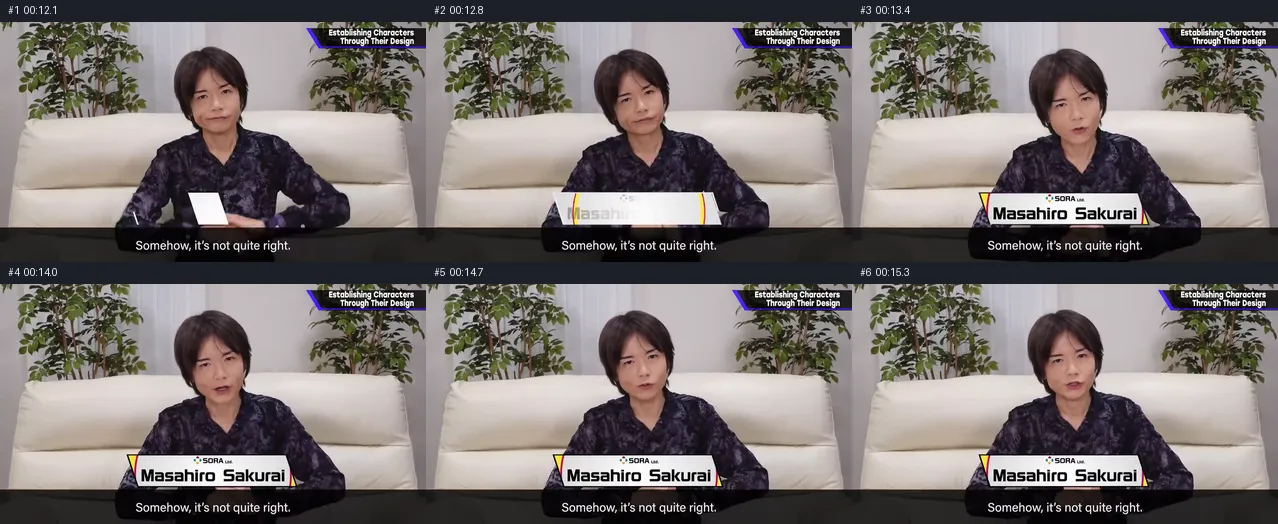 #1 00:12.1
Establishing Characters
Through Their Design
Somehow, it's not quite right.
#2 00:12.8
Establishing Characters
Through Their Design
Masahi
Somehow, it's not quite right.
#3 00:13.4
Establishing Characters
Through Their Design
SORA Ltd.
Masahiro Sakurai
Somehow, it's not quite right.
#4 00:14.0
Establishing Characters
Through Their Design
SORA Ltd.
Masahiro Sakurai
Somehow, it's not quite right.
#5 00:14.7
Establishing Characters
Through Their Design
SORA Ltd.
Masahiro Sakurai
Somehow, it's not quite right.
#6 00:15.3
Establishing Characters
Through Their Design
SORA Ltd.
Masahiro Sakurai
Somehow, it's not quite right.